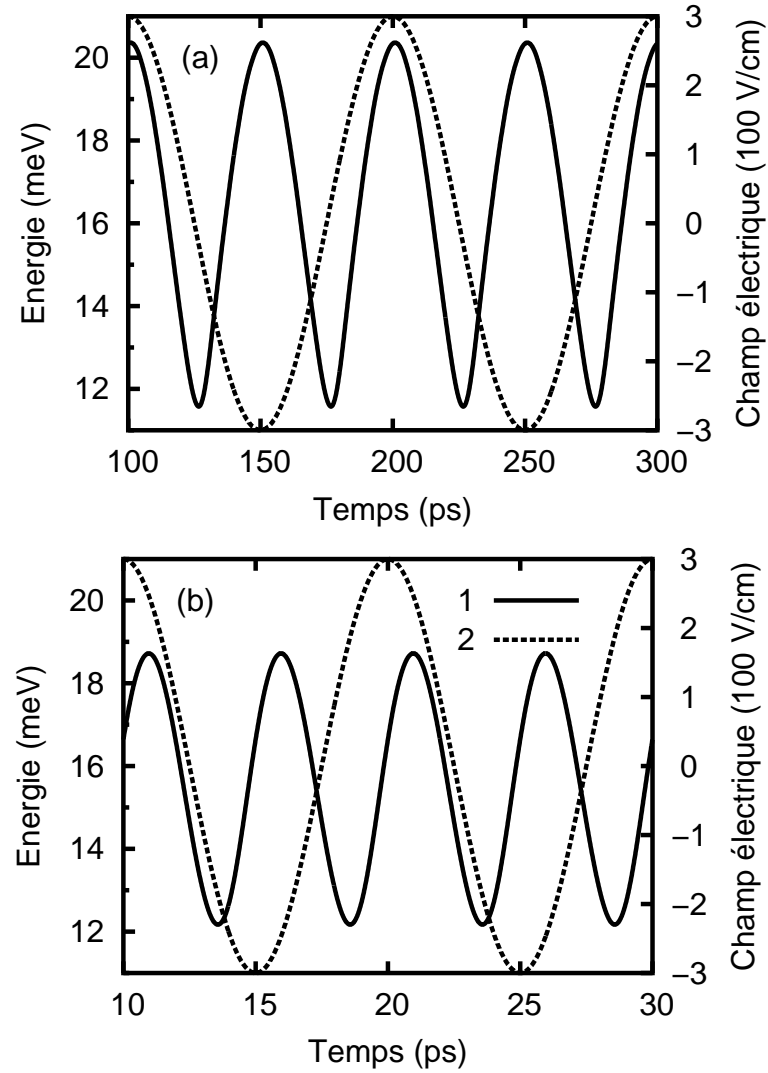 (a)
Energie (meV)
20
18
16
14
12
3
2
1
0
−1
−2
−3
Champ électrique (100 V/cm)
100 150 200 250 300
Temps (ps)
(b)
1
2
Energie (meV)
20
18
16
14
12
3
2
1
0
−1
−2
−3
Champ électrique (100 V/cm)
10 15 20 25 30
Temps (ps)